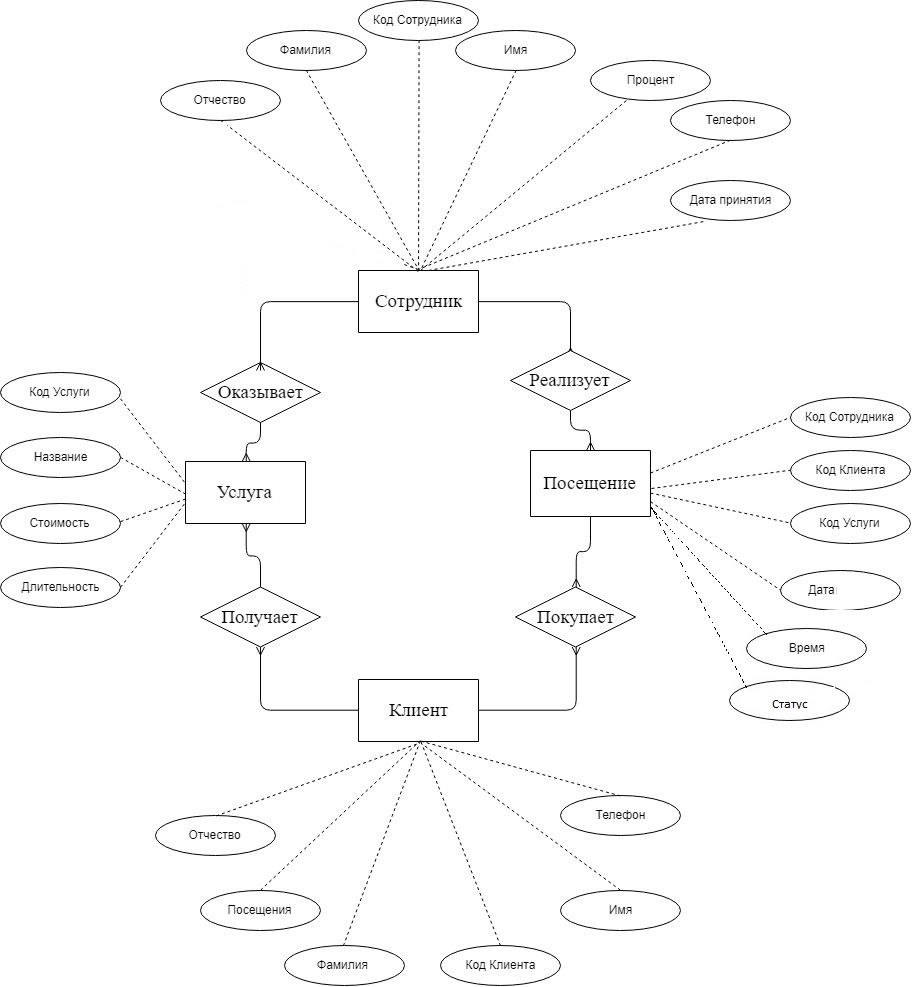 Код Сотрудника
Фамилия
Имя
Отчество
Процент
Телефон
Дата принятия
Сотрудник
Оказывает
Реализует
Код Услуги
Название
Стоимость
Длительность
Услуга
Посещение
Код Сотрудника
Код Клиента
Код Услуги
Дата
Время
Статус
Получает
Покупает
Клиент
Отчество
Телефон
Посещения
Имя
Фамилия
Код Клиента